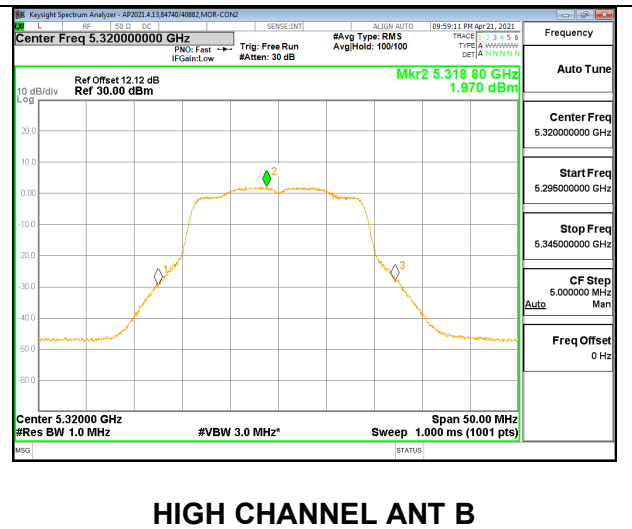 Keysight Spectrum Analyzer - AP2021.4.13,84740/40882,MOR-CON2
LXI L RF 50 Ω DC SENSE:INT ALIGN AUTO 09:59:11 PM Apr 21, 2021
Center Freq 5.320000000 GHz
PNO: Fast
IFGain:Low
Trig: Free Run
#Atten: 30 dB
#Avg Type: RMS
Avg|Hold: 100/100
TRACE 1 2 3 4 5 6
TYPE A WWWWW
DET A N N N N N
Frequency
Mkr2 5.318 80 GHz
1.970 dBm
Ref Offset 12.12 dB
Ref 30.00 dBm
10 dB/div
Log
20.0
10.0
0.00
-10.0
-20.0
-30.0
-40.0
-50.0
-60.0
1
2
3
Center 5.32000 GHz
Span 50.00 MHz
#Res BW 1.0 MHz
#VBW 3.0 MHz*
Sweep 1.000 ms (1001 pts)
MSG
STATUS
Auto Tune
Center Freq
5.320000000 GHz
Start Freq
5.295000000 GHz
Stop Freq
5.345000000 GHz
CF Step
5.000000 MHz
Auto Man
Freq Offset
0 Hz
HIGH CHANNEL ANT B